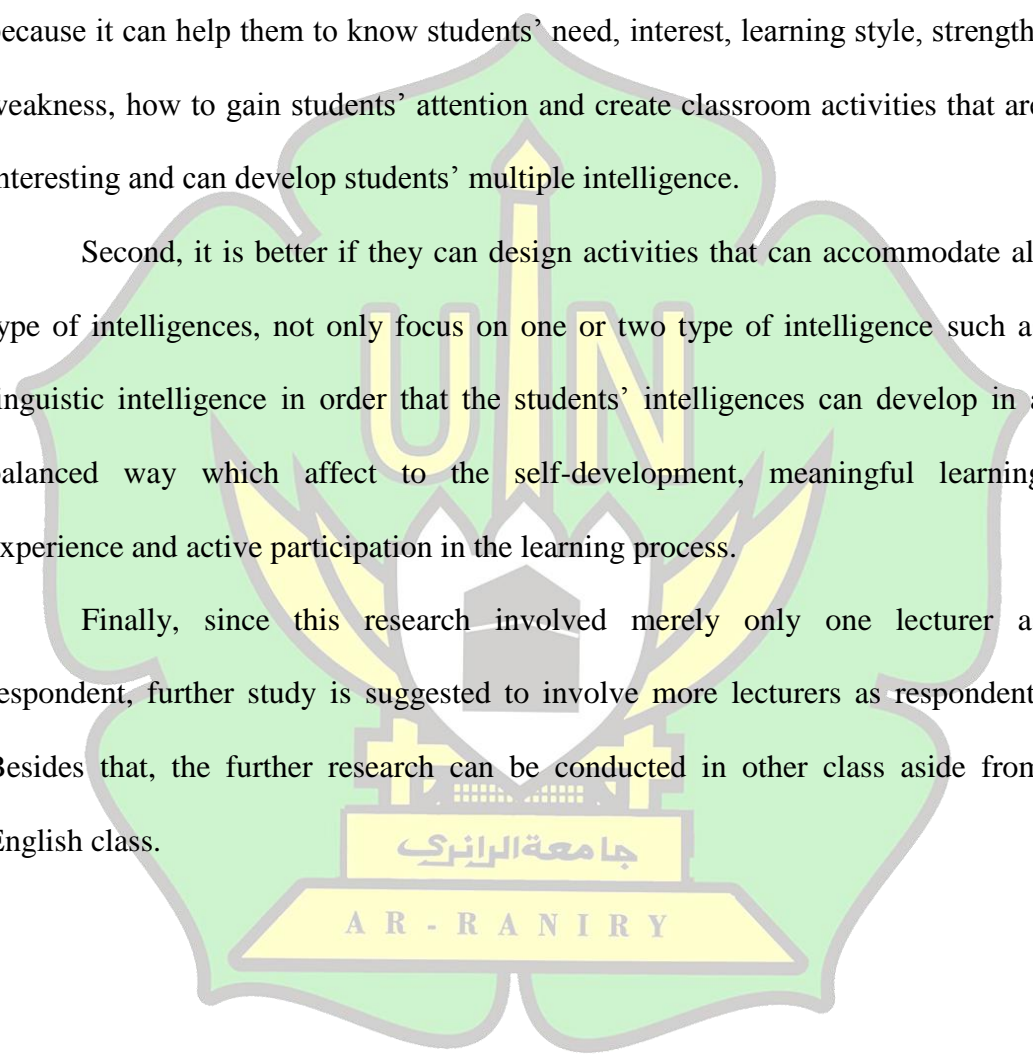 because it can help them to know students' need, interest, learning style, strength
weakness, how to gain students' attention and create classroom activities that are
interesting and can develop students' multiple intelligence.
Second, it is better if they can design activities that can accommodate al
type of intelligences, not only focus on one or two type of intelligence such a
linguistic intelligence in order that the students' intelligences can develop in a
balanced way which affect to the self-development, meaningful learning
experience and active participation in the learning process.
Finally, since this research involved merely only one lecturer a
respondent, further study is suggested to involve more lecturers as respondent
Besides that, the further research can be conducted in other class aside from
English class.
UIN
جامعةالرانري
AR-RANIRY